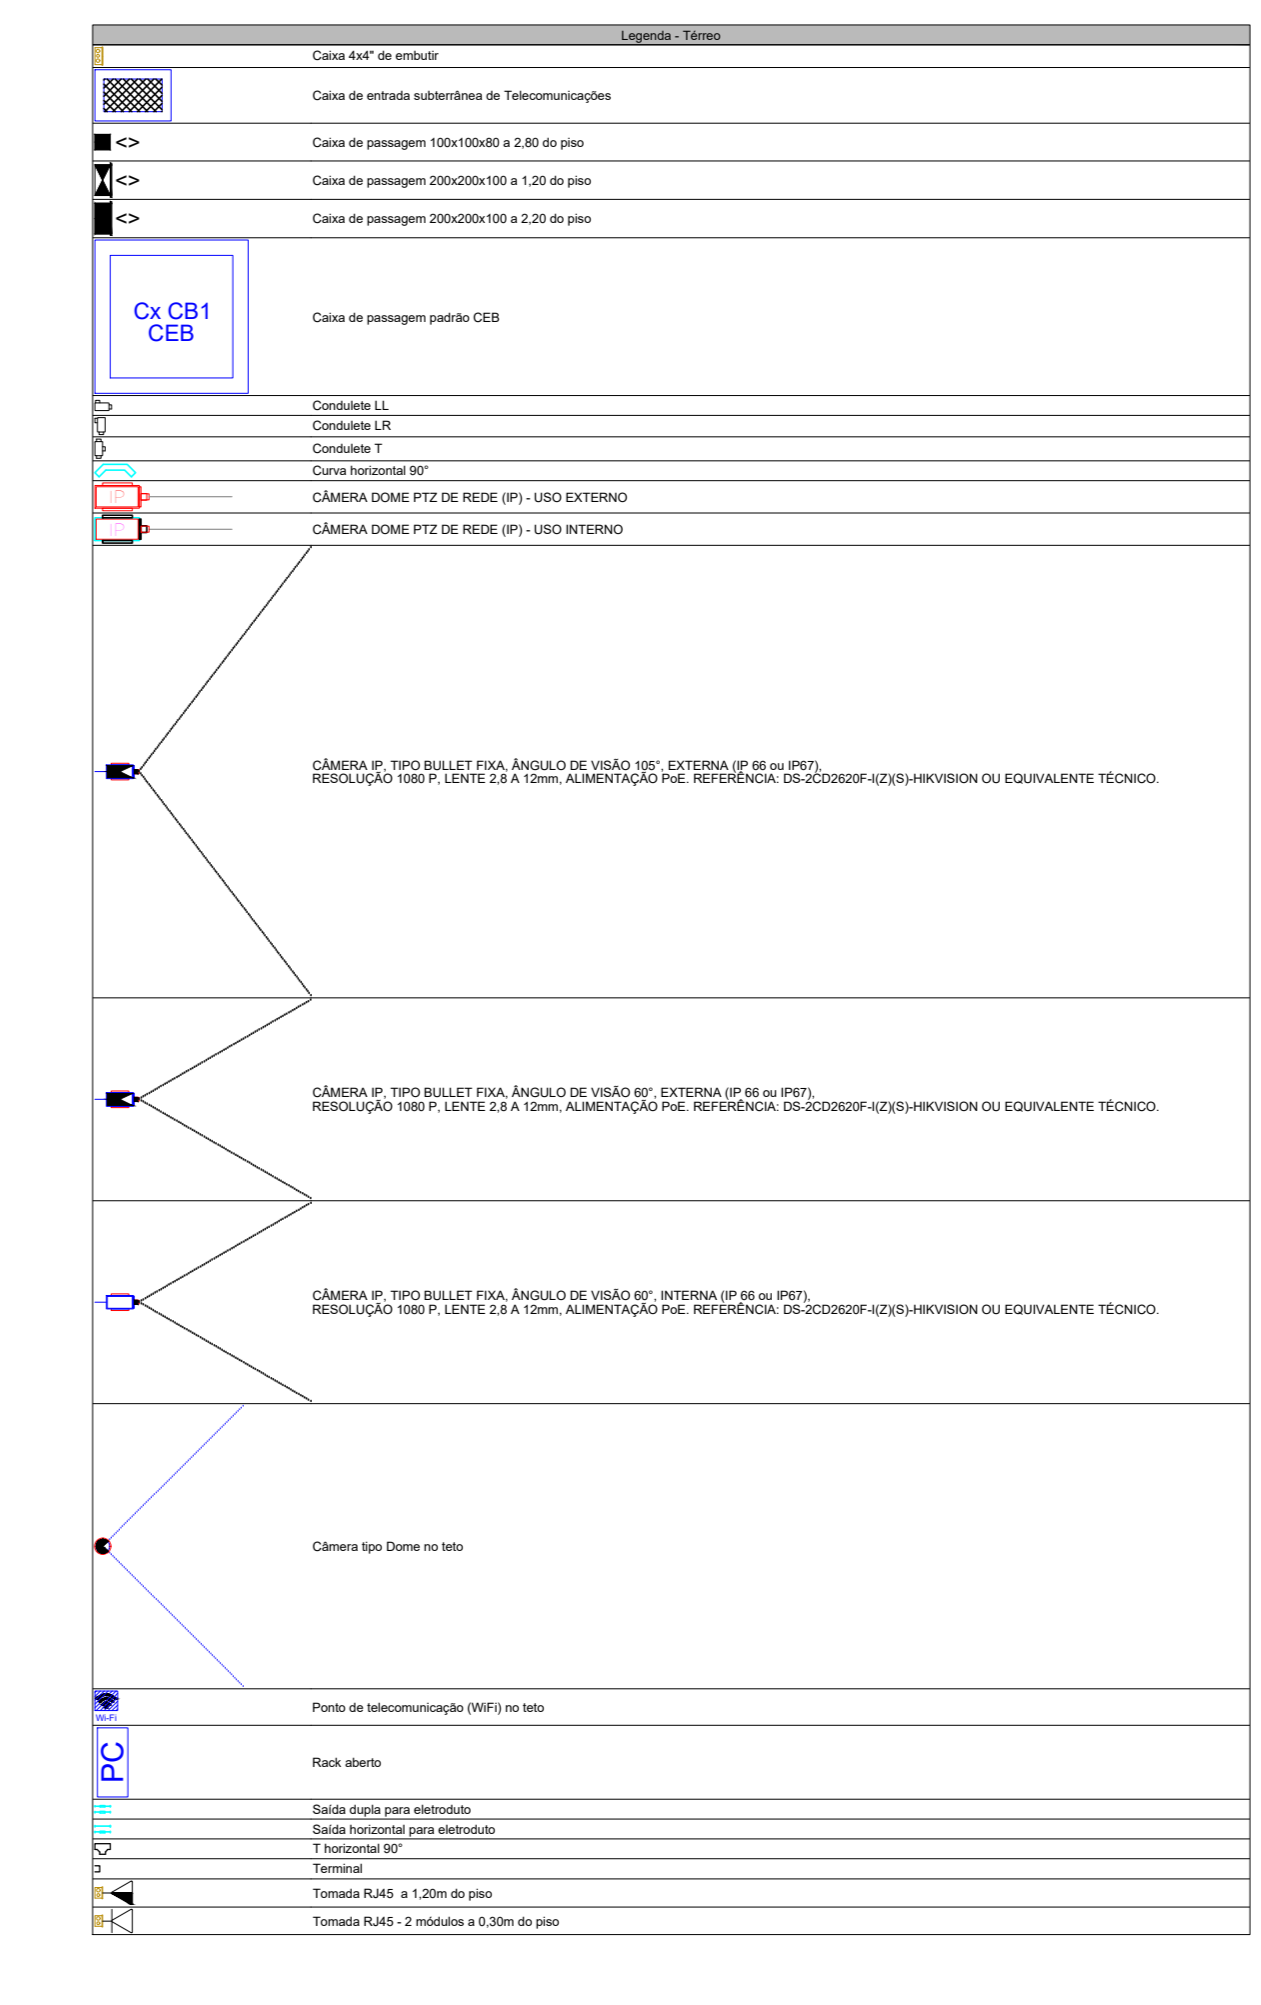 Legenda - Térreo
Caixa 4x4" de embutir
Caixa de entrada subterrânea de Telecomunicações
<> Caixa de passagem 100x100x80 a 2,80 do piso
<> Caixa de passagem 200x200x100 a 1,20 do piso
<> Caixa de passagem 200x200x100 a 2,20 do piso
Cx CB1
CEB
Caixa de passagem padrão CEB
Condulete LL
Condulete LR
Condulete T
Curva horizontal 90°
IP CÂMERA DOME PTZ DE REDE (IP) - USO EXTERNO
IP CÂMERA DOME PTZ DE REDE (IP) - USO INTERNO
CÂMERA IP, TIPO BULLET FIXA, ÂNGULO DE VISÃO 105°, EXTERNA (IP 66 ou IP67),
RESOLUÇÃO 1080 P, LENTE 2,8 A 12mm, ALIMENTAÇÃO PoE. REFERÊNCIA: DS-2CD2620F-I(Z)(S)-HIKVISION OU EQUIVALENTE TÉCNICO.
CÂMERA IP, TIPO BULLET FIXA, ÂNGULO DE VISÃO 60°, EXTERNA (IP 66 ou IP67),
RESOLUÇÃO 1080 P, LENTE 2,8 A 12mm, ALIMENTAÇÃO PoE. REFERÊNCIA: DS-2CD2620F-I(Z)(S)-HIKVISION OU EQUIVALENTE TÉCNICO.
CÂMERA IP, TIPO BULLET FIXA, ÂNGULO DE VISÃO 60°, INTERNA (IP 66 ou IP67),
RESOLUÇÃO 1080 P, LENTE 2,8 A 12mm, ALIMENTAÇÃO PoE. REFERÊNCIA: DS-2CD2620F-I(Z)(S)-HIKVISION OU EQUIVALENTE TÉCNICO.
Câmera tipo Dome no teto
Wi-Fi
Ponto de telecomunicação (WiFi) no teto
PC
Rack aberto
Saída dupla para eletroduto
Saída horizontal para eletroduto
T horizontal 90°
Terminal
Tomada RJ45  a 1,20m do piso
Tomada RJ45 - 2 módulos a 0,30m do piso